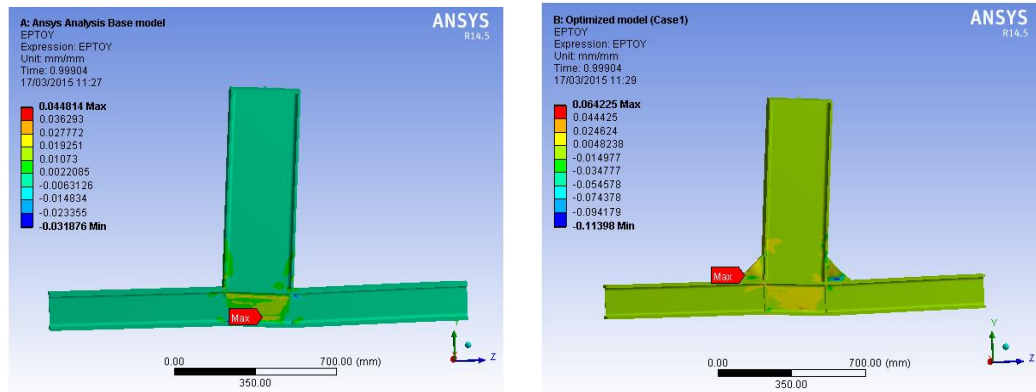 A: Ansys Analysis Base model
EPTOY
Expression: EPTOY
Unit: mm/mm
Time: 0.99904
17/03/2015 11:27
ANSYS
R14.5
0.044814 Max
0.036293
0.027772
0.019251
0.01073
0.0022085
-0.0063126
-0.014834
-0.023355
-0.031876 Min
Max
0.00
700.00 (mm)
350.00
Y
Z
B: Optimized model (Case1)
EPTOY
Expression: EPTOY
Unit: mm/mm
Time: 0.99904
17/03/2015 11:29
ANSYS
R14.5
0.064225 Max
0.044425
0.024624
0.0048238
-0.014977
-0.034777
-0.054578
-0.074378
-0.094179
-0.11398 Min
Max
0.00
700.00 (mm)
350.00
Y
Z